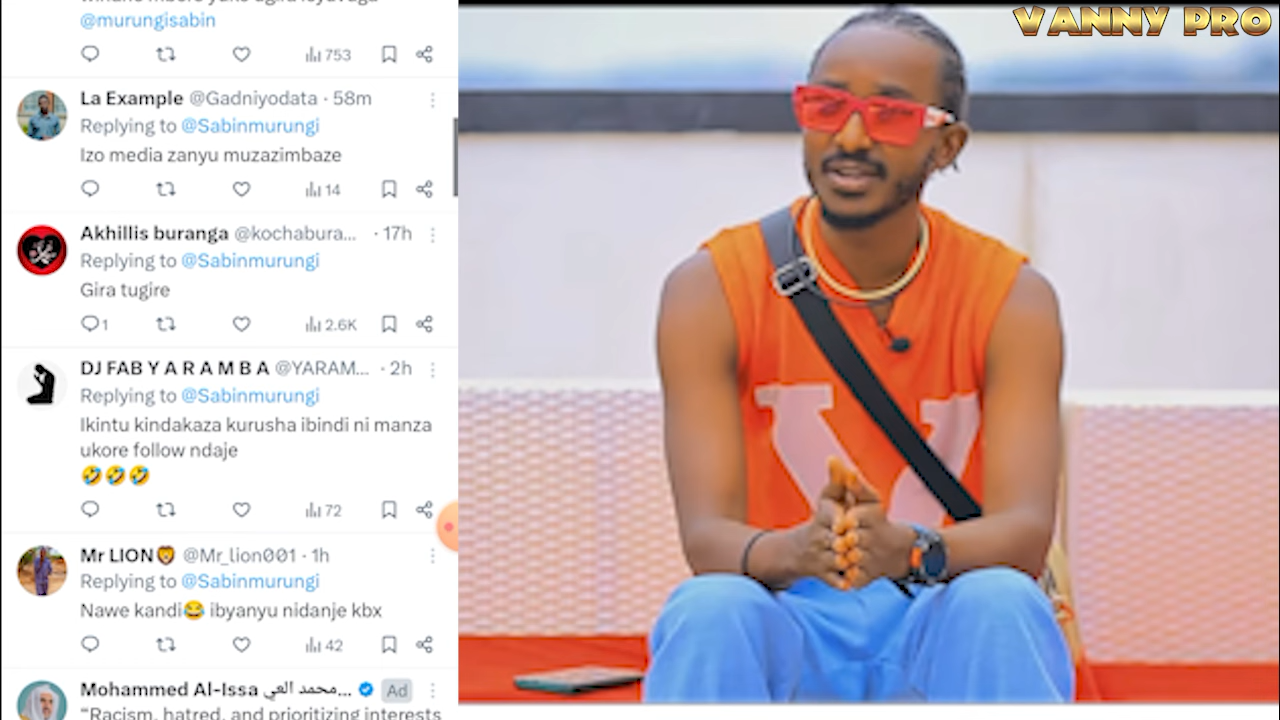 @murungisabin
753
La Example @Gadniyodata · 58m
Replying to @Sabinmurungi
Izo media zanyu muzazimbaze
14
Akhillis buranga @kochabura... · 17h
Replying to @Sabinmurungi
Gira tugire
1 2.6K
DJ FAB Y A R A M B A @YARAM... · 2h
Replying to @Sabinmurungi
Ikintu kindakaza kurusha ibindi ni manza
ukore follow ndaje
🤣🤣🤣
72
Mr LION🦁 @Mr_lion001 · 1h
Replying to @Sabinmurungi
Nawe kandi😂 ibyanyu nidanje kbx
42
Mohammed Al-Issa محمد العي... Ad
“Racism, hatred, and prioritizing interests
VANNY PRO